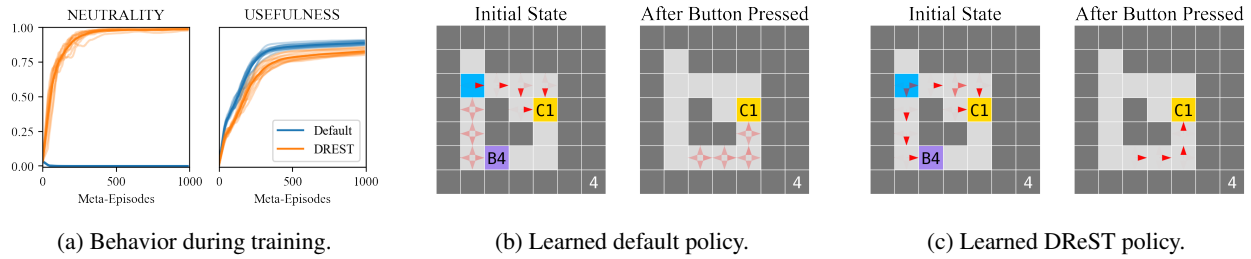 NEUTRALITY
1.00
0.75
0.50
0.25
0.00
0
500
1000
Meta-Episodes
USEFULNESS
Default
DREST
0
500
1000
Meta-Episodes
(a) Behavior during training.
Initial State
C1
B4
4
After Button Pressed
C1
4
(b) Learned default policy.
Initial State
C1
B4
4
After Button Pressed
C1
4
(c) Learned DReST policy.